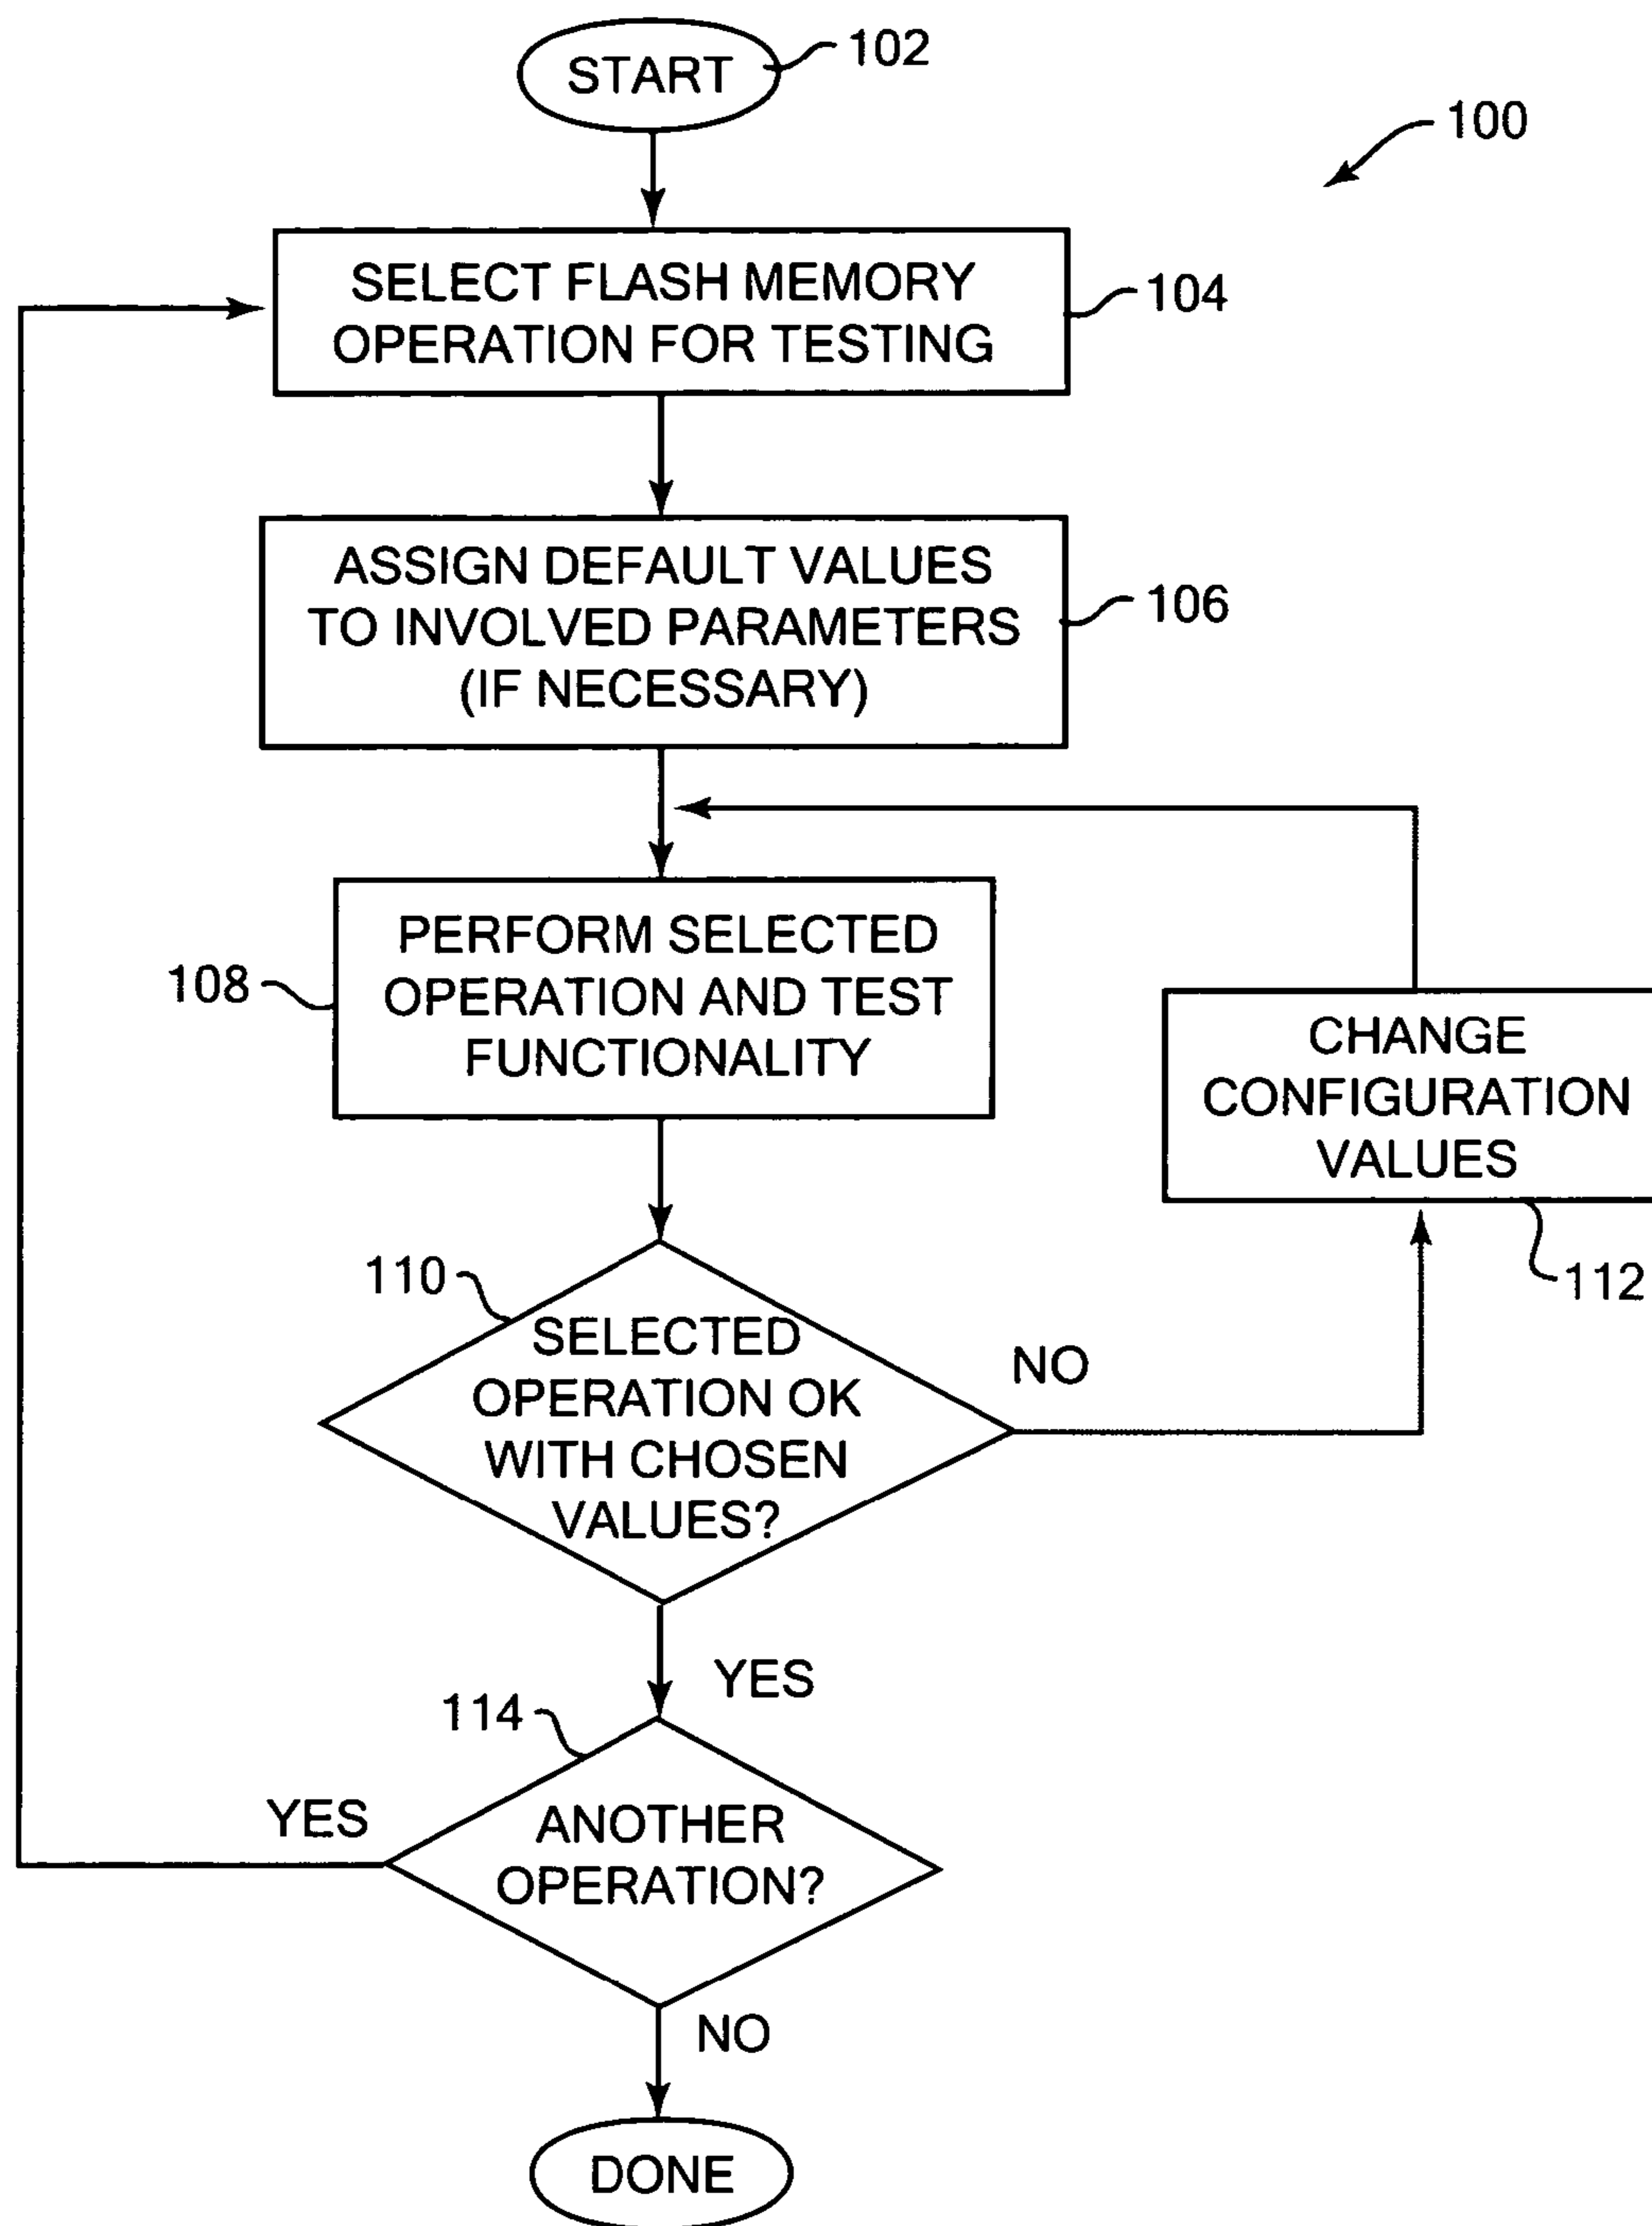 START
102
100
SELECT FLASH MEMORY
OPERATION FOR TESTING
104
ASSIGN DEFAULT VALUES
TO INVOLVED PARAMETERS
(IF NECESSARY)
106
PERFORM SELECTED
OPERATION AND TEST
FUNCTIONALITY
108
CHANGE
CONFIGURATION
VALUES
112
110
SELECTED
OPERATION OK
WITH CHOSEN
VALUES?
NO
YES
114
ANOTHER
OPERATION?
YES
NO
DONE